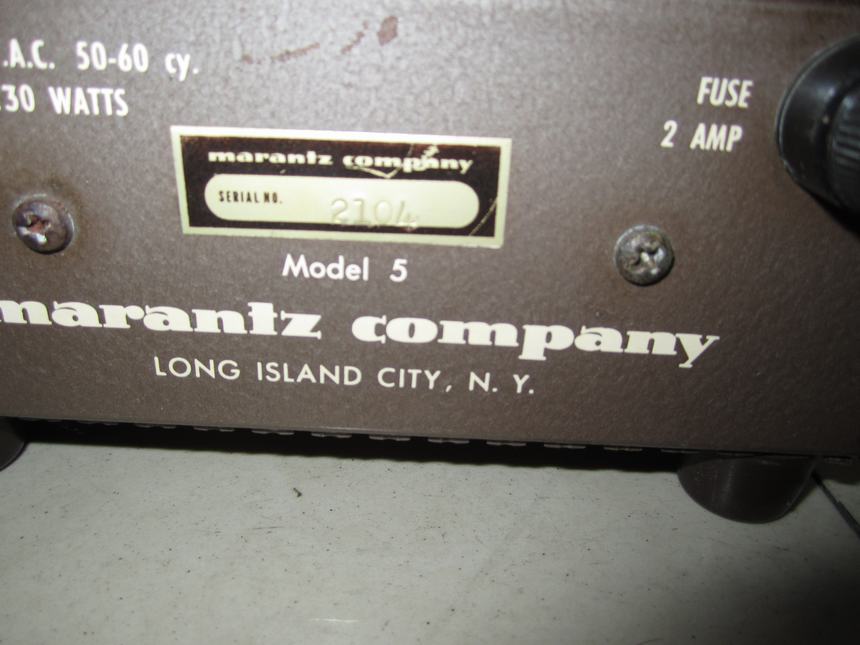 .A.C. 50-60 cy.
30 WATTS
FUSE
2 AMP
marantz company
SERIAL NO. 2104
Model 5
marantz company
LONG ISLAND CITY, N. Y.